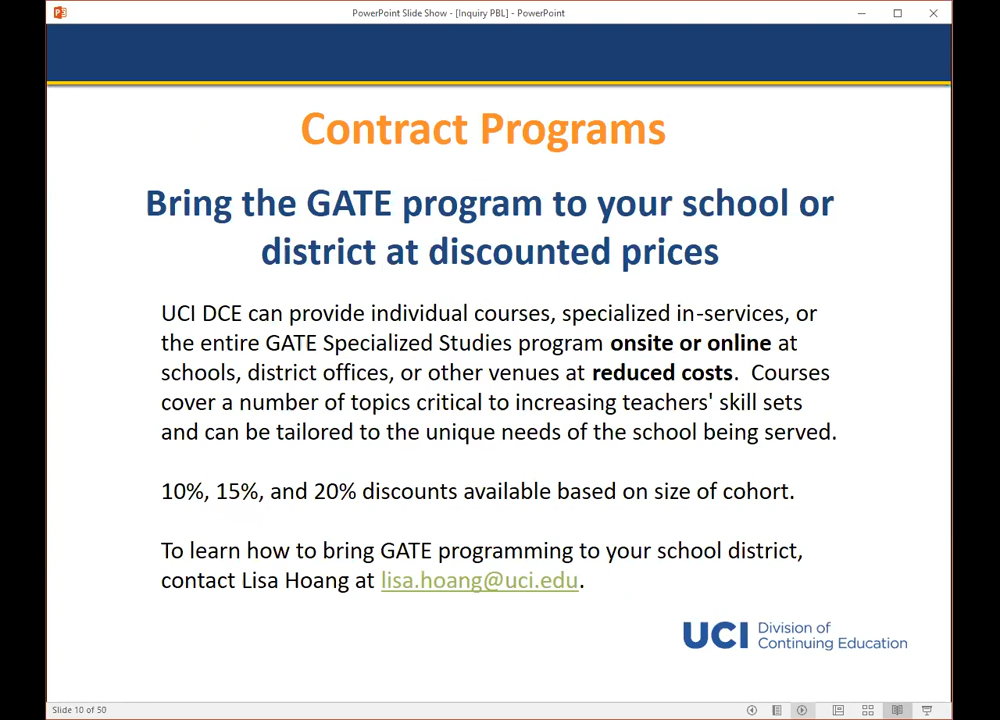 PowerPoint Slide Show - [Inquiry PBL] - PowerPoint
Contract Programs
Bring the GATE program to your school or
district at discounted prices
UCI DCE can provide individual courses, specialized in-services, or
the entire GATE Specialized Studies program onsite or online at
schools, district offices, or other venues at reduced costs.  Courses
cover a number of topics critical to increasing teachers' skill sets
and can be tailored to the unique needs of the school being served.
10%, 15%, and 20% discounts available based on size of cohort.
To learn how to bring GATE programming to your school district,
contact Lisa Hoang at lisa.hoang@uci.edu.
UCI Division of
Continuing Education
Slide 10 of 50